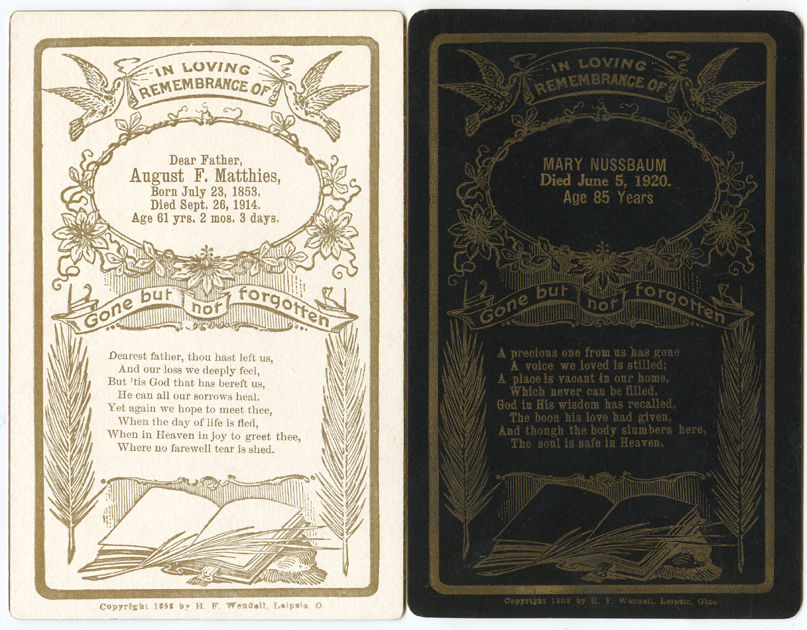 IN LOVING
REMEMBRANCE OF
Dear Father,
August F. Matthies,
Born July 23, 1853.
Died Sept. 26, 1914.
Age 61 yrs. 2 mos. 3 days.
Gone but not forgotten
Dearest father, thou hast left us,
And our loss we deeply feel,
But 'tis God that has bereft us,
He can all our sorrows heal.
Yet again we hope to meet thee,
When the day of life is fled,
When in Heaven in joy to greet thee,
Where no farewell tear is shed.
Copyright 1898 by H. F. Wendell, Leipsic, O.
IN LOVING
REMEMBRANCE OF
MARY NUSSBAUM
Died June 5, 1920.
Age 85 Years
Gone but not forgotten
A precious one from us has gone
A voice we loved is stilled;
A place is vacant in our home,
Which never can be filled.
God in His wisdom has recalled,
The boon his love had given,
And though the body slumbers here,
The soul is safe in Heaven.
Copyright 1908 by H. F. Wendell, Leipsic, Ohio.